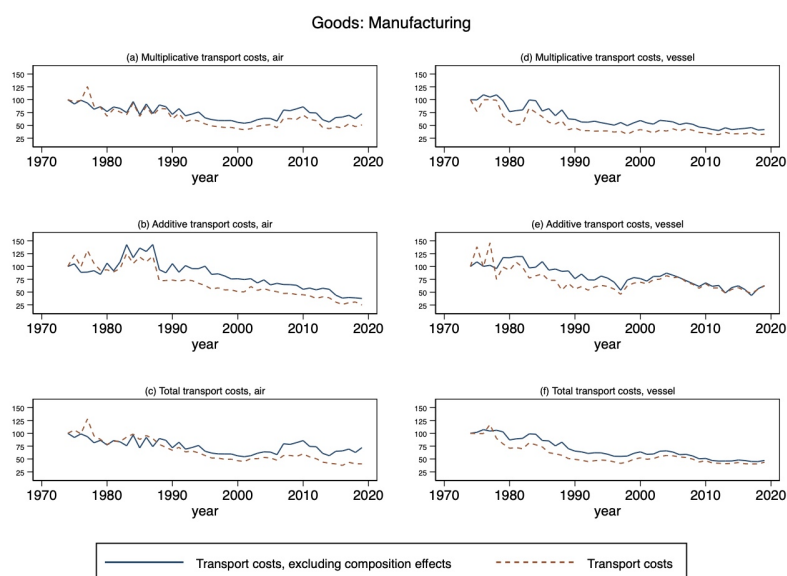 Goods: Manufacturing
(a) Multiplicative transport costs, air
150
125
100
75
50
25
1970 1980 1990 2000 2010 2020
year
(d) Multiplicative transport costs, vessel
150
125
100
75
50
25
1970 1980 1990 2000 2010 2020
year
(b) Additive transport costs, air
150
125
100
75
50
25
1970 1980 1990 2000 2010 2020
year
(e) Additive transport costs, vessel
150
125
100
75
50
25
1970 1980 1990 2000 2010 2020
year
(c) Total transport costs, air
150
125
100
75
50
25
1970 1980 1990 2000 2010 2020
year
(f) Total transport costs, vessel
150
125
100
75
50
25
1970 1980 1990 2000 2010 2020
year
Transport costs, excluding composition effects Transport costs